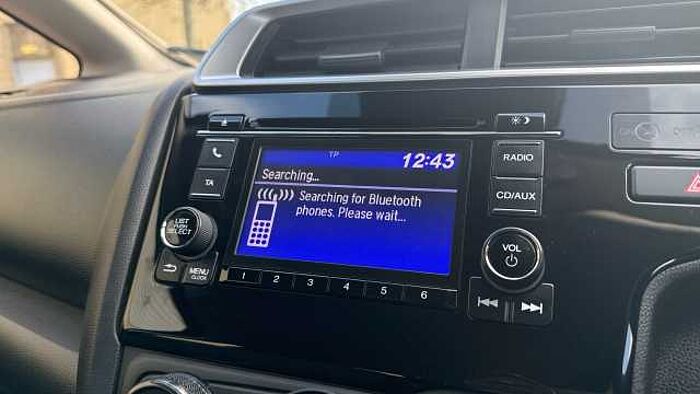 TP 12:43
Searching...
Searching for Bluetooth
phones. Please wait...
TA
LIST
PUSH
SELECT
MENU
CLOCK
1 2 3 4 5 6
RADIO
CD/AUX
VOL